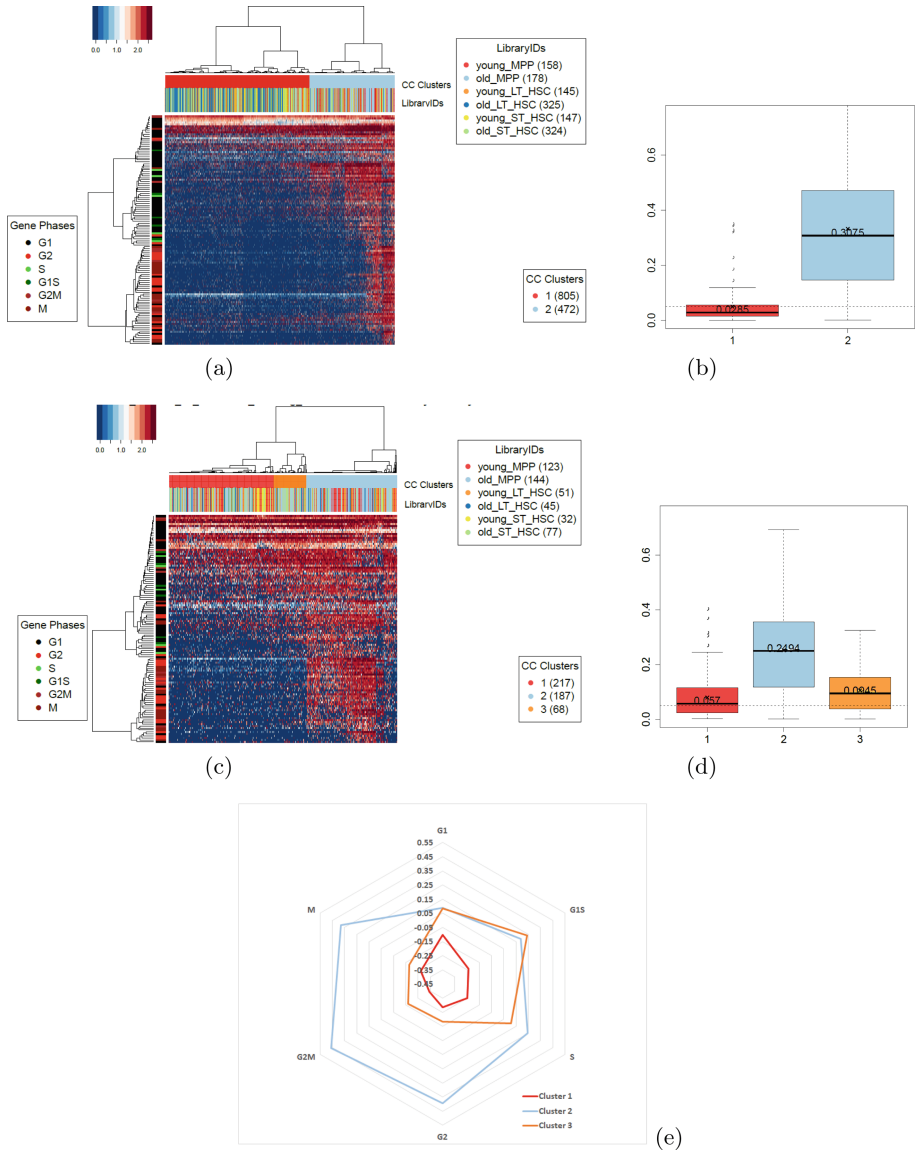 0.0 1.0 2.0
CC Clusters
LibraryIDs
LibraryIDs
young_MPP (158)
old_MPP (178)
young_LT_HSC (145)
old_LT_HSC (325)
young_ST_HSC (147)
old_ST_HSC (324)
Gene Phases
G1
G2
S
G1S
G2M
M
CC Clusters
1 (805)
2 (472)
0.6
0.4
0.2
0.0
0.0285
0.3075
1 2
(a)
(b)
0.0 1.0 2.0
CC Clusters
LibraryIDs
LibraryIDs
young_MPP (123)
old_MPP (144)
young_LT_HSC (51)
old_LT_HSC (45)
young_ST_HSC (32)
old_ST_HSC (77)
Gene Phases
G1
G2
S
G1S
G2M
M
CC Clusters
1 (217)
2 (187)
3 (68)
0.6
0.4
0.2
0.0
0.057
0.2494
0.0945
1 2 3
(c)
(d)
G1
0.55
0.45
0.35
0.25
0.15
0.05
-0.05
-0.15
-0.25
-0.35
-0.45
G1S
S
G2
G2M
M
Cluster 1
Cluster 2
Cluster 3
(e)